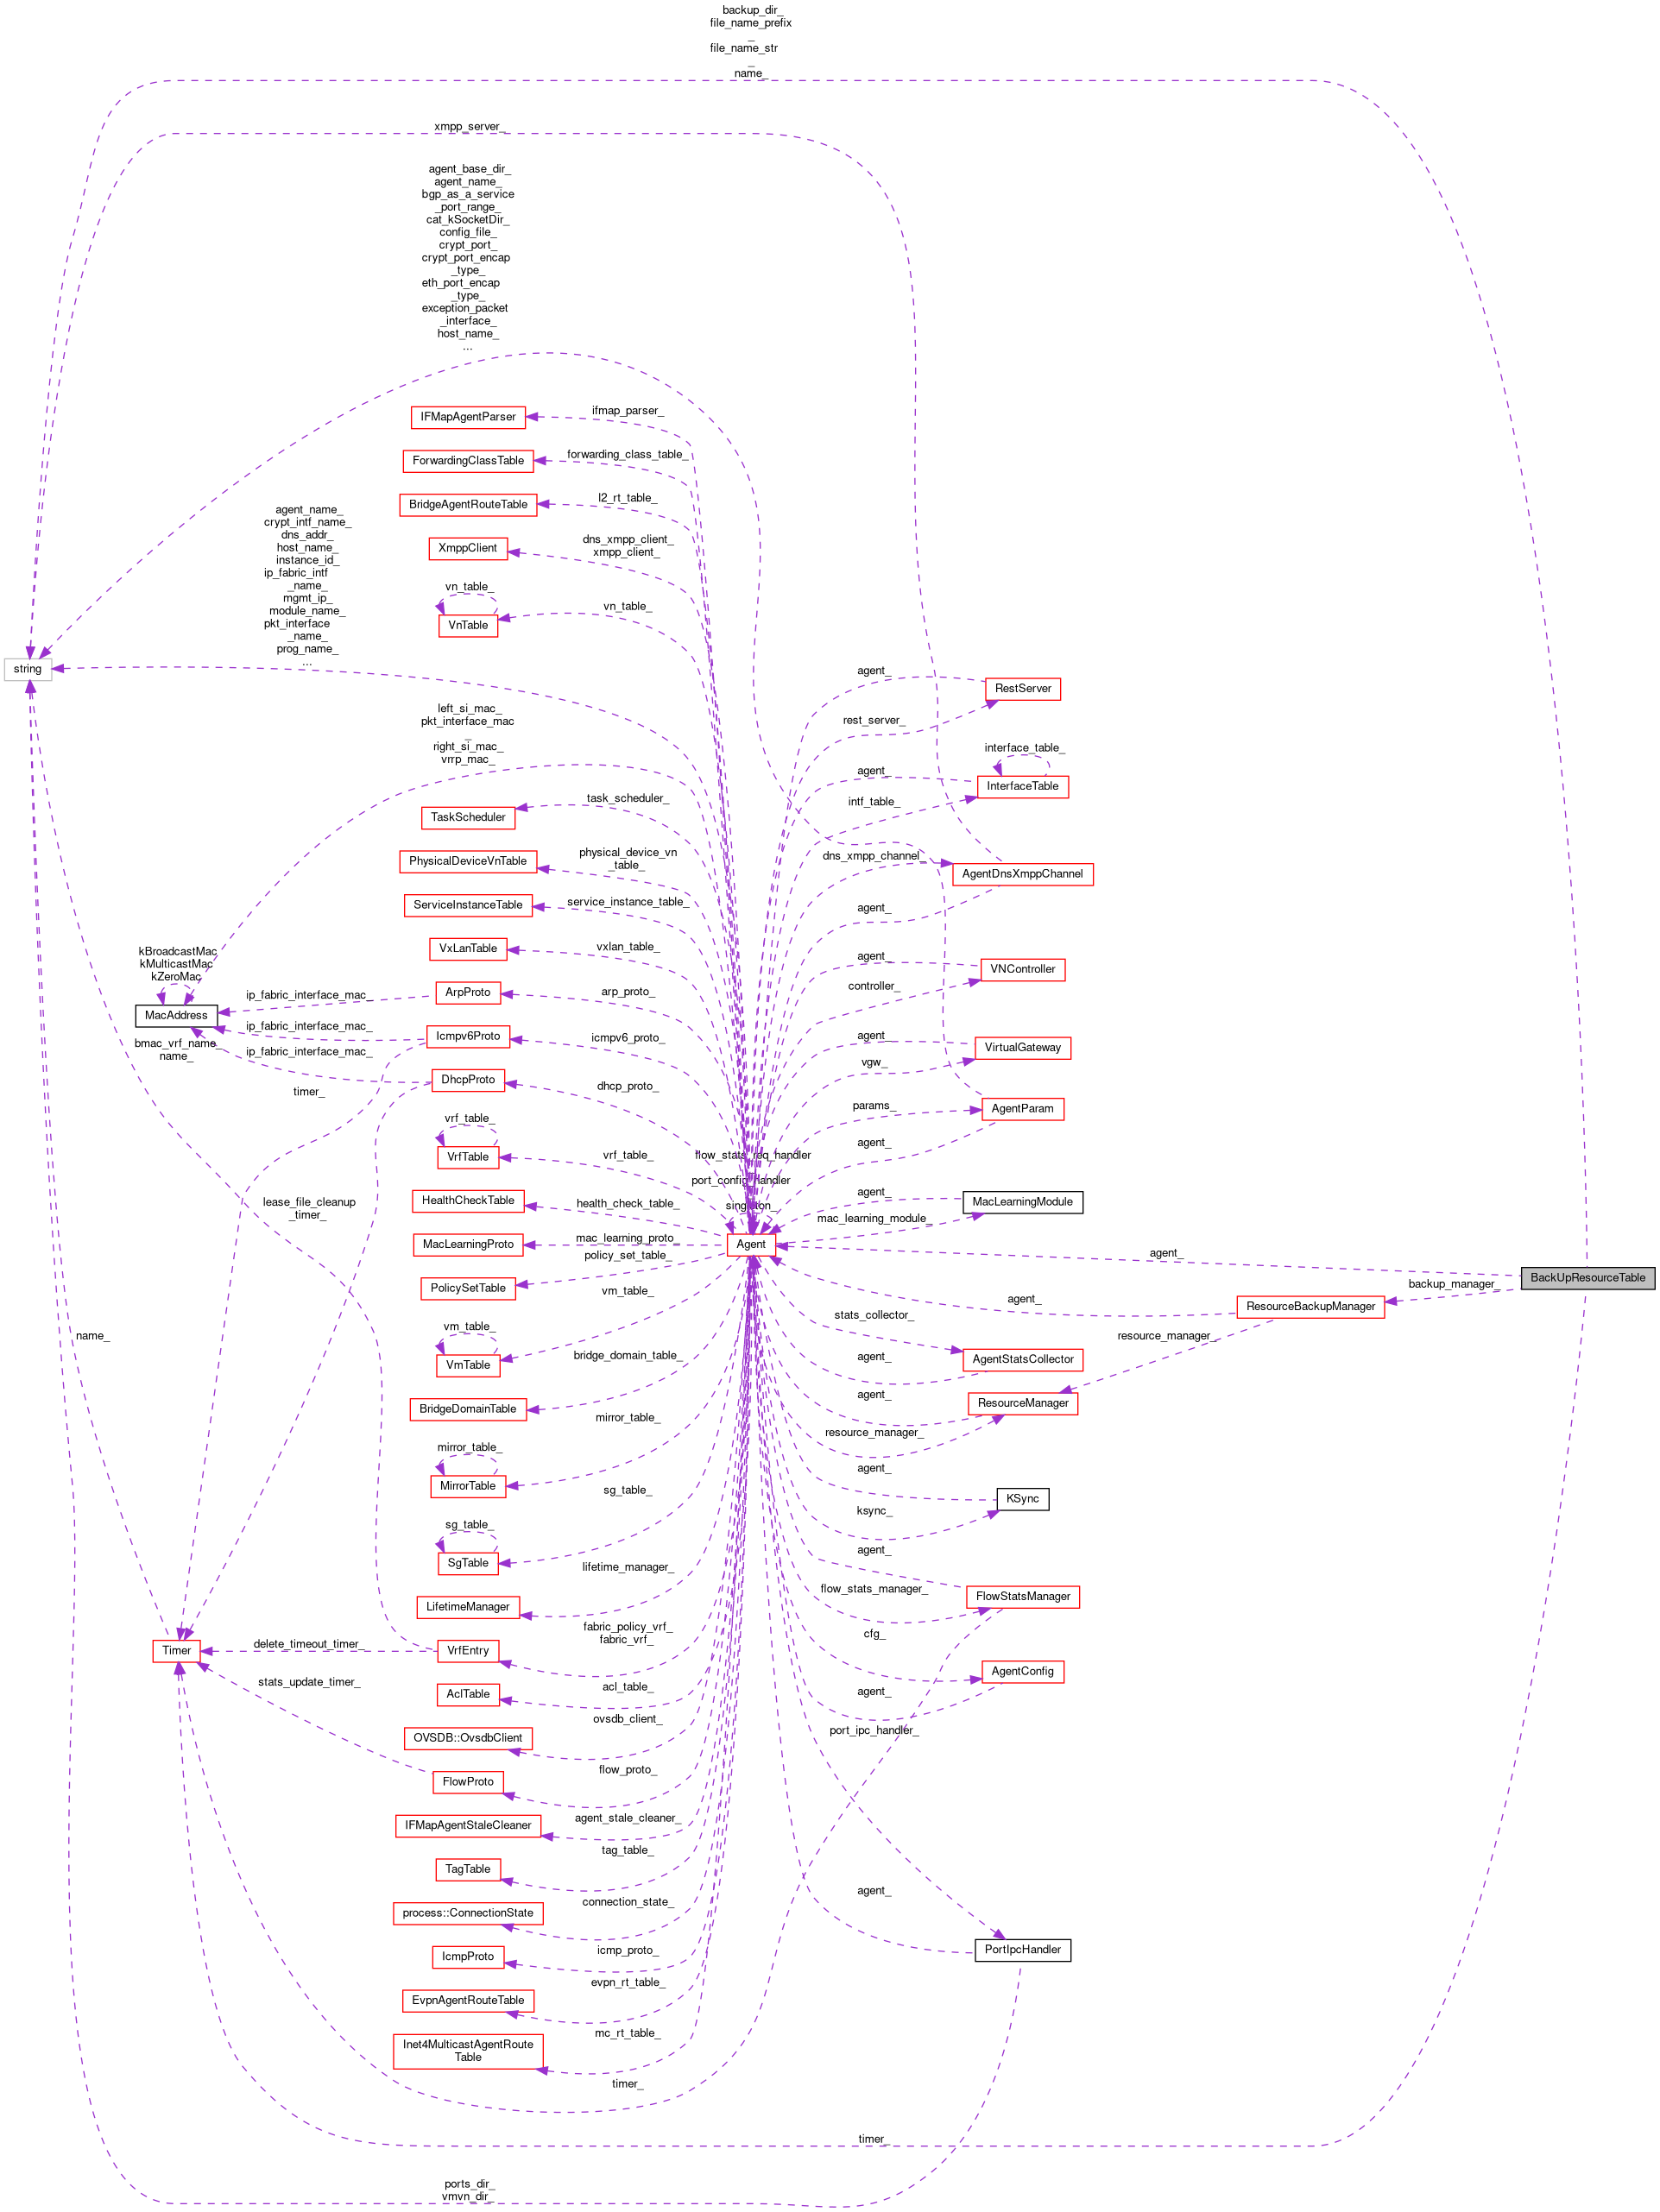 backup_dir_
file_name_prefix
_
file_name_str
_
name_
xmpp_server_
agent_base_dir_
agent_name_
bgp_as_a_service
_port_range_
cat_kSocketDir_
config_file_
crypt_port_
crypt_port_encap
_type_
eth_port_encap
_type_
exception_packet
_interface_
host_name_
...
IFMapAgentParser
ifmap_parser_
ForwardingClassTable
forwarding_class_table_
BridgeAgentRouteTable
l2_rt_table_
XmppClient
dns_xmpp_client_
xmpp_client_
vn_table_
VnTable
vn_table_
agent_name_
crypt_intf_name_
dns_addr_
host_name_
instance_id_
ip_fabric_intf
_name_
mgmt_ip_
module_name_
pkt_interface
_name_
prog_name_
...
string
left_si_mac_
pkt_interface_mac
_
right_si_mac_
vrrp_mac_
TaskScheduler
task_scheduler_
PhysicalDeviceVnTable
physical_device_vn
_table_
ServiceInstanceTable
service_instance_table_
VxLanTable
vxlan_table_
kBroadcastMac
kMulticastMac
kZeroMac
MacAddress
ip_fabric_interface_mac_
ArpProto
arp_proto_
ip_fabric_interface_mac_
Icmpv6Proto
icmpv6_proto_
bmac_vrf_name_
name_
ip_fabric_interface_mac_
DhcpProto
dhcp_proto_
timer_
vrf_table_
VrfTable
vrf_table_
flow_stats_req_handler
_
port_config_handler
_
singleton_
lease_file_cleanup
_timer_
HealthCheckTable
health_check_table_
MacLearningProto
mac_learning_proto_
Agent
PolicySetTable
policy_set_table_
name_
vm_table_
VmTable
vm_table_
BridgeDomainTable
bridge_domain_table_
mirror_table_
MirrorTable
mirror_table_
sg_table_
SgTable
sg_table_
LifetimeManager
lifetime_manager_
Timer
delete_timeout_timer_
VrfEntry
fabric_policy_vrf_
fabric_vrf_
stats_update_timer_
AclTable
acl_table_
OVSDB::OvsdbClient
ovsdb_client_
FlowProto
flow_proto_
IFMapAgentStaleCleaner
agent_stale_cleaner_
TagTable
tag_table_
process::ConnectionState
connection_state_
IcmpProto
icmp_proto_
EvpnAgentRouteTable
evpn_rt_table_
Inet4MulticastAgentRoute
Table
mc_rt_table_
timer_
ports_dir_
vmvn_dir_
timer_
agent_
RestServer
rest_server_
interface_table_
agent_
InterfaceTable
intf_table_
dns_xmpp_channel_
AgentDnsXmppChannel
agent_
agent_
VNController
controller_
agent_
VirtualGateway
vgw_
params_
AgentParam
agent_
agent_
MacLearningModule
mac_learning_module_
agent_
BackUpResourceTable
backup_manager_
agent_
ResourceBackupManager
stats_collector_
resource_manager_
AgentStatsCollector
agent_
agent_
ResourceManager
resource_manager_
agent_
KSync
ksync_
agent_
flow_stats_manager_
FlowStatsManager
cfg_
AgentConfig
agent_
port_ipc_handler_
agent_
PortIpcHandler